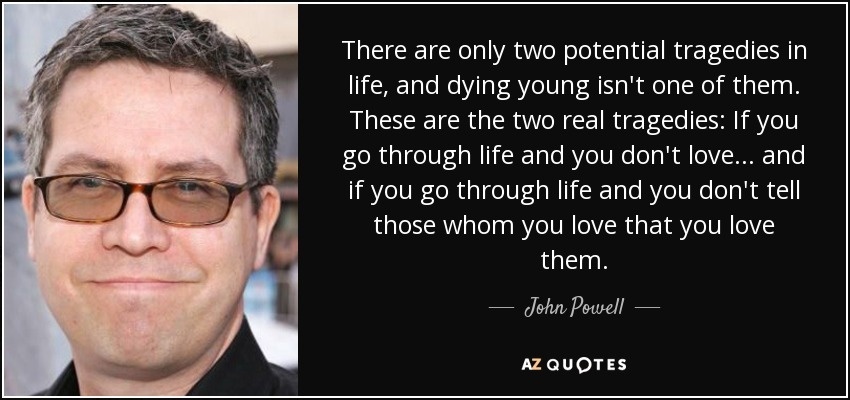 There are only two potential tragedies in
life, and dying young isn't one of them.
These are the two real tragedies: If you
go through life and you don't love... and
if you go through life and you don't tell
those whom you love that you love
them.
John Powell
AZ QUOTES